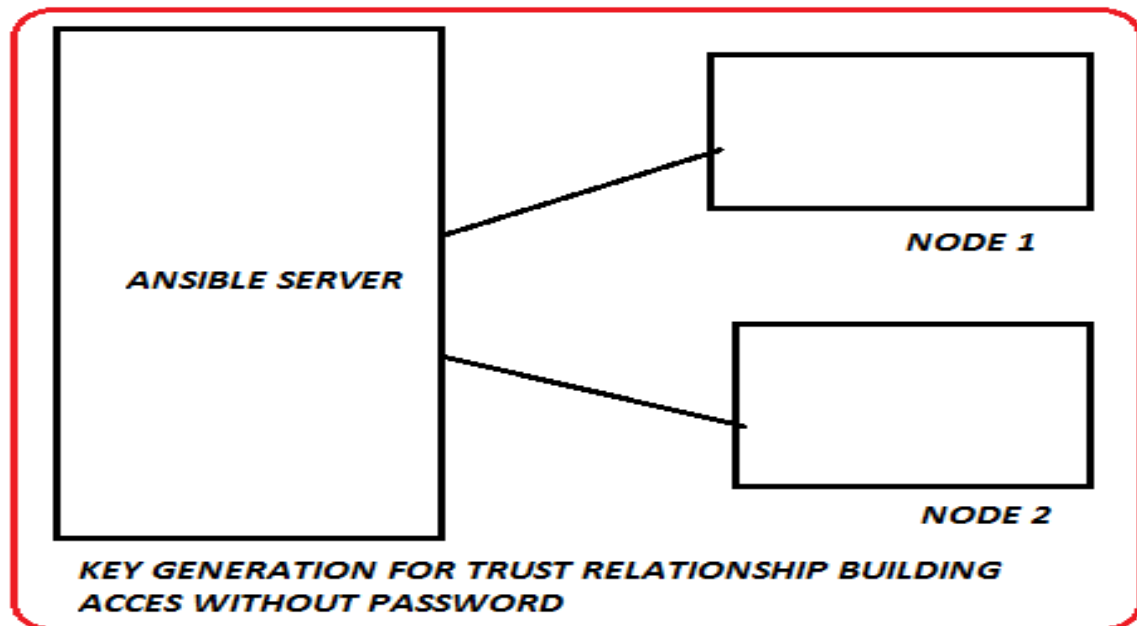 ANSIBLE SERVER
NODE 1
NODE 2
KEY GENERATION FOR TRUST RELATIONSHIP BUILDING
ACCES WITHOUT PASSWORD